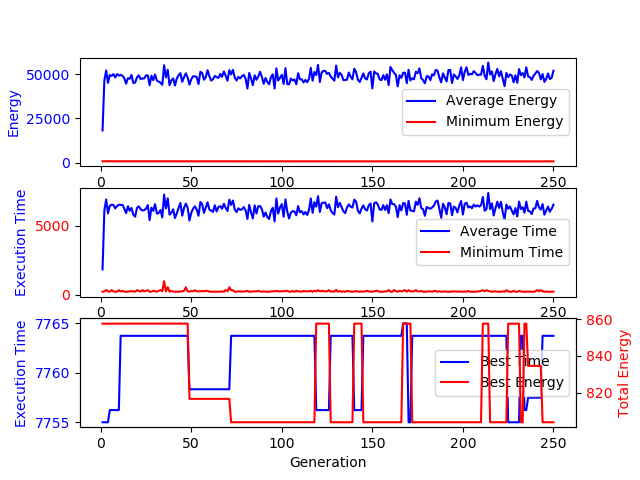 50000
25000
0
Energy
Average Energy
Minimum Energy
0 50 100 150 200 250
5000
0
Execution Time
Average Time
Minimum Time
0 50 100 150 200 250
7765
7760
7755
Execution Time
Best Time
Best Energy
860
840
820
Total Energy
0 50 100 150 200 250
Generation